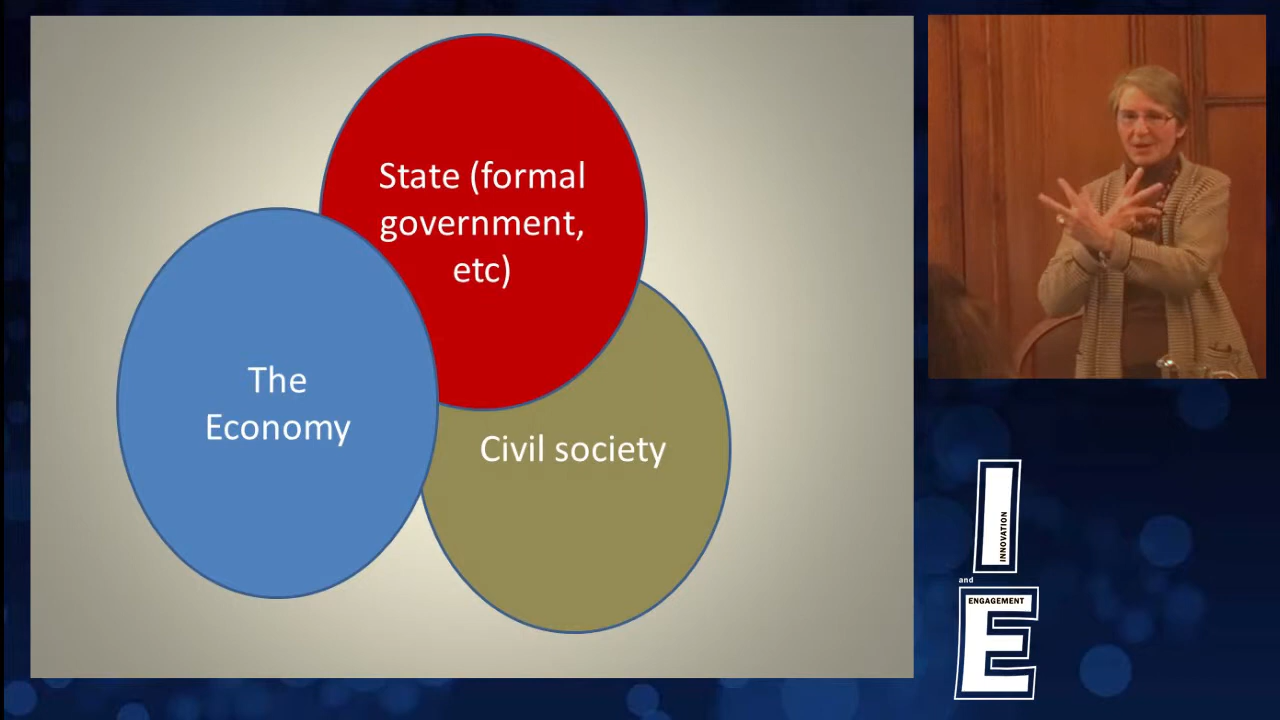 State (formal
government,
etc)
The
Economy
Civil society
INNOVATION
I
and
ENGAGEMENT
E